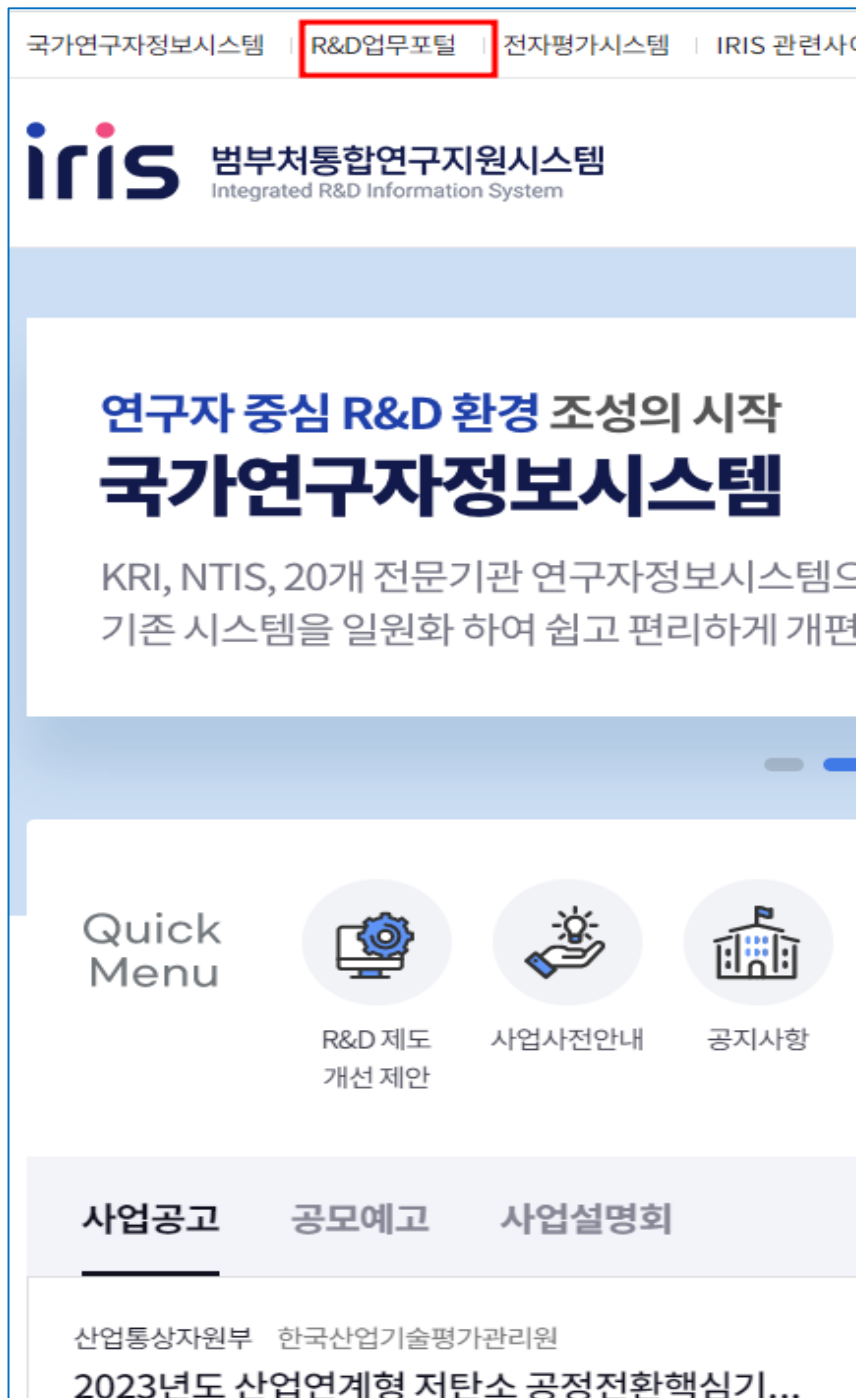 국가연구자정보시스템 R&D업무포털 전자평가시스템 IRIS 관련사이
iris 범부처통합연구지원시스템
Integrated R&D Information System
연구자 중심 R&D 환경 조성의 시작
국가연구자정보시스템
KRI, NTIS, 20개 전문기관 연구자정보시스템으
기존 시스템을 일원화 하여 쉽고 편리하게 개편
Quick
Menu
R&D 제도
개선 제안
사업사전안내
공지사항
사업공고 공모예고 사업설명회
산업통상자원부 한국산업기술평가관리원
2023년도 산업연계형 저탄소 공정전환핵심기...